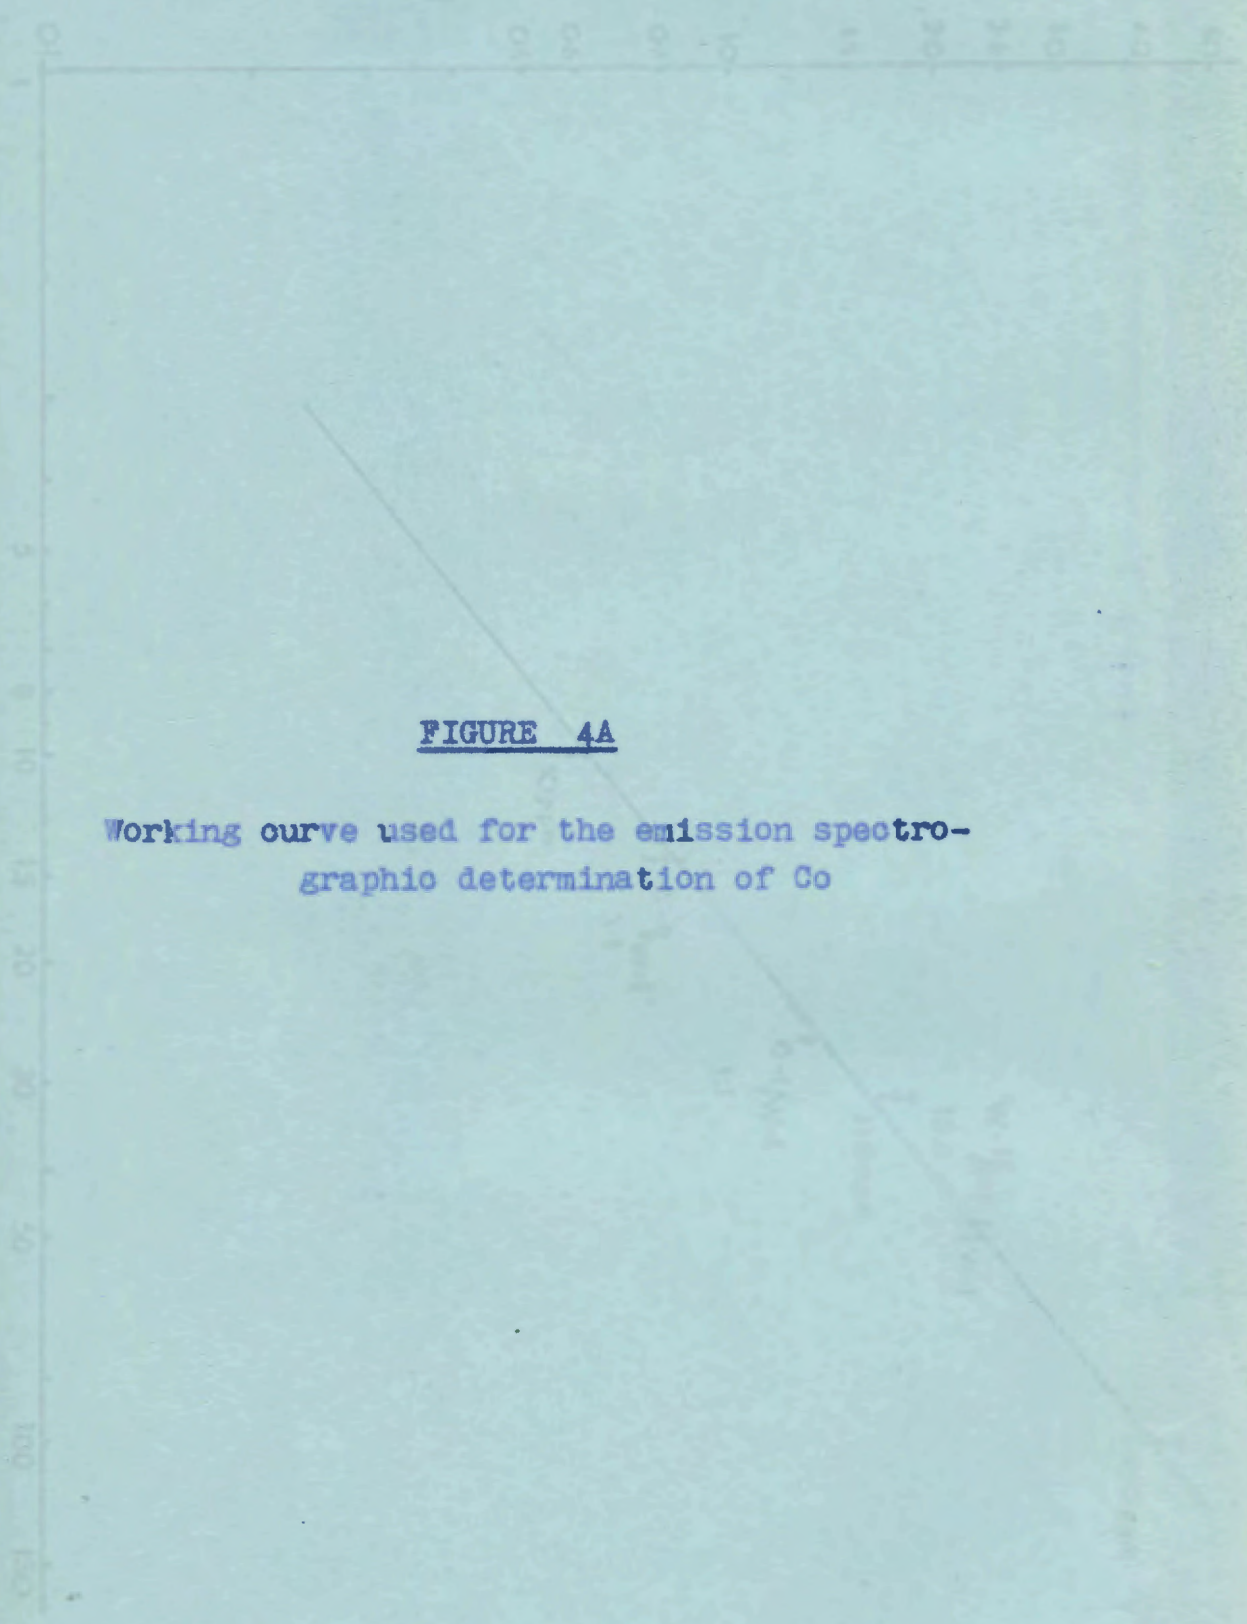 FIGURE 4A
Working curve used for the emission spectro-
graphic determination of Co